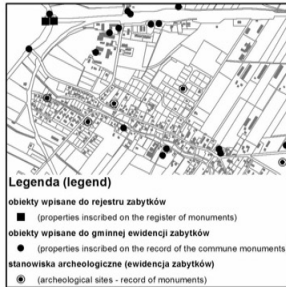 Legenda (legend)
obiekty wpisane do rejestru zabytków
(properties inscribed on the register of monuments)
obiekty wpisane do gminnej ewidencji zabytków
(properties inscribed on the record of the commune monuments
stanowiska archeologiczne (ewidencja zabytków)
(archeological sites - record of monuments)